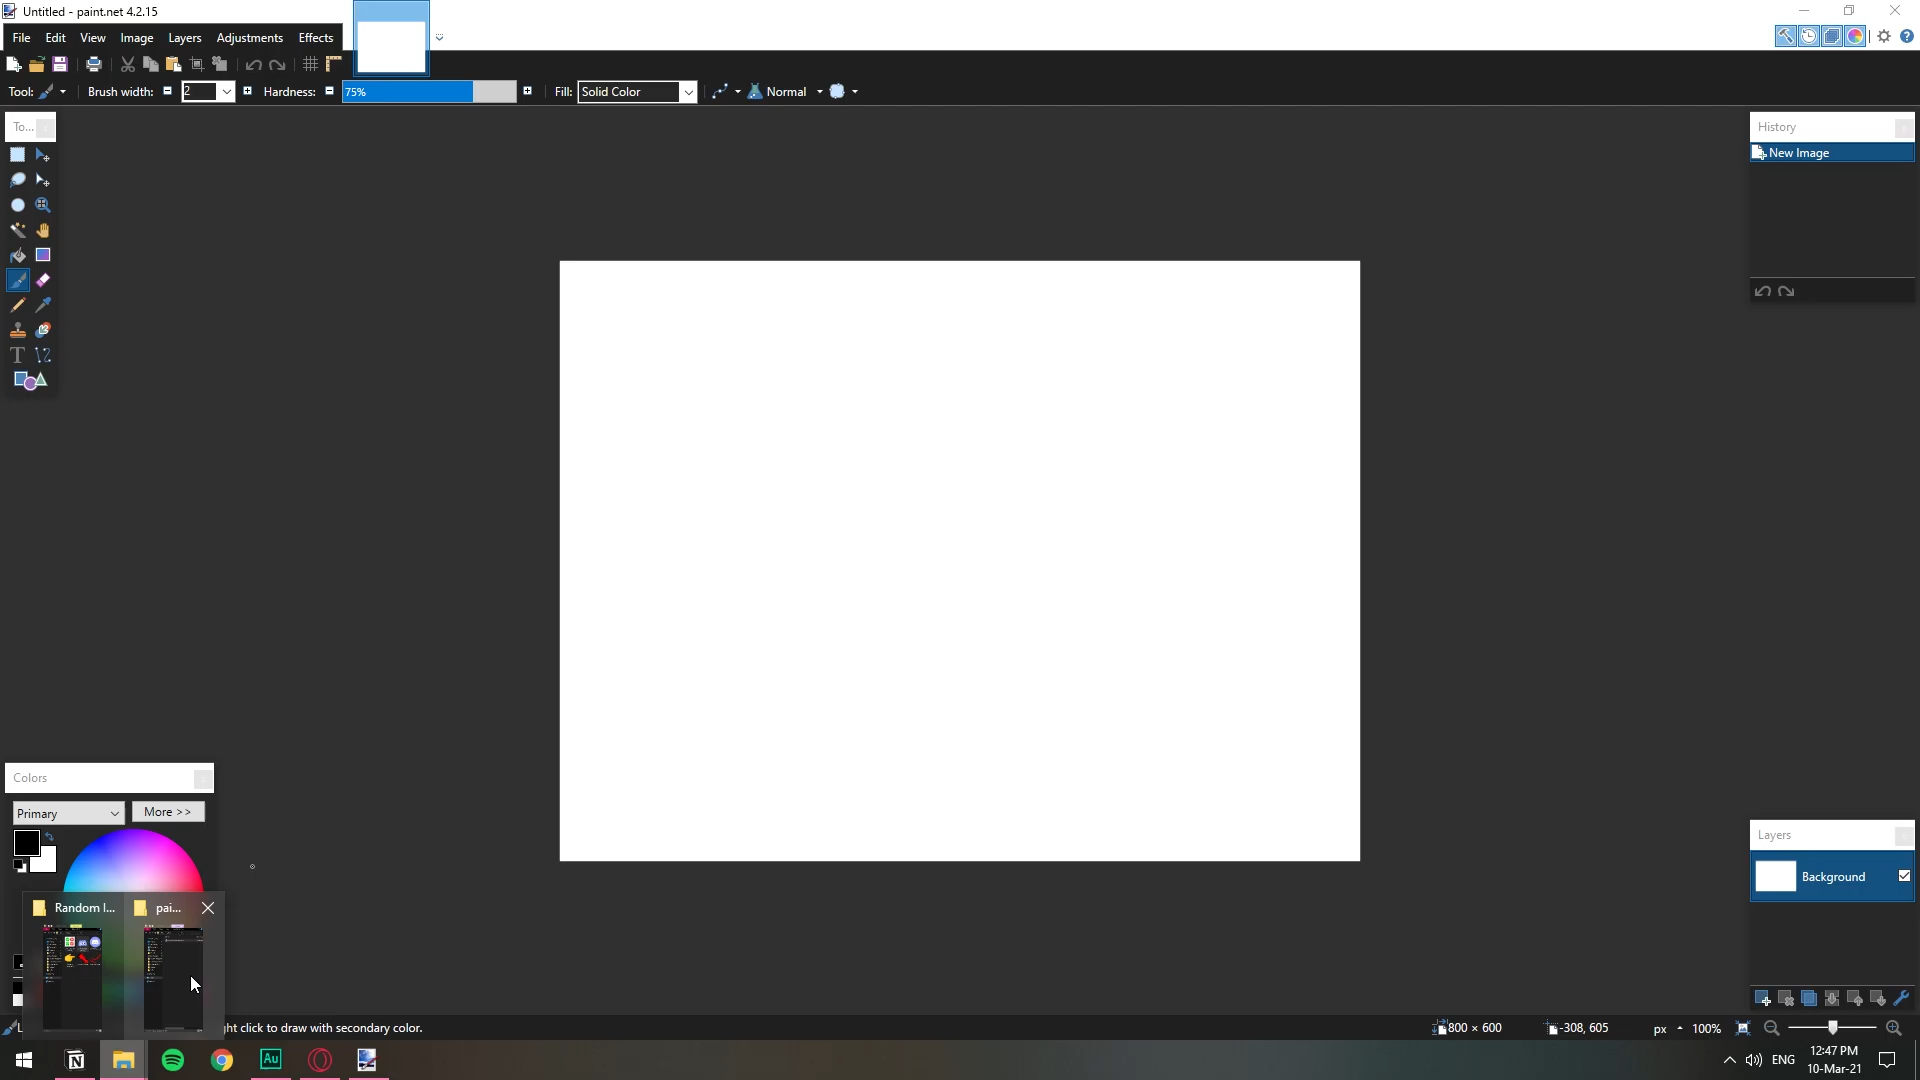 Untitled - paint.net 4.2.15
File Edit View Image Layers Adjustments Effects
Tool: Brush width: 2 Hardness: 75% Fill: Solid Color Normal
To...
History
New Image
Colors
Primary More >>
Layers
Background
Random I... pai...
ght click to draw with secondary color.
800 × 600 -308, 605 px 100%
Au
ENG
12:47 PM
10-Mar-21